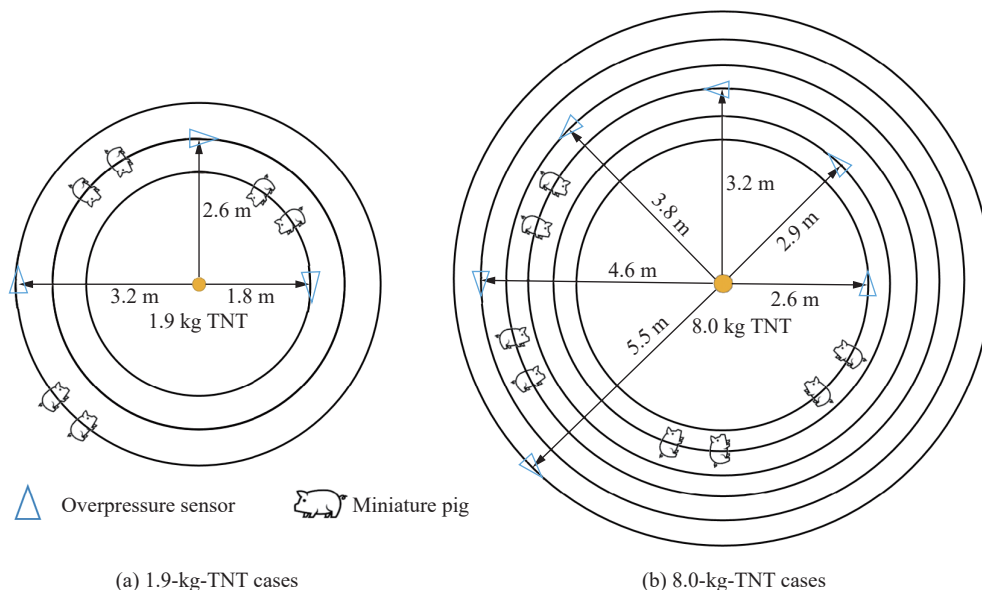 2.6 m
3.2 m
1.8 m
1.9 kg TNT
3.2 m
2.9 m
3.8 m
4.6 m
2.6 m
8.0 kg TNT
5.5 m
Overpressure sensor
Miniature pig
(a) 1.9-kg-TNT cases
(b) 8.0-kg-TNT cases